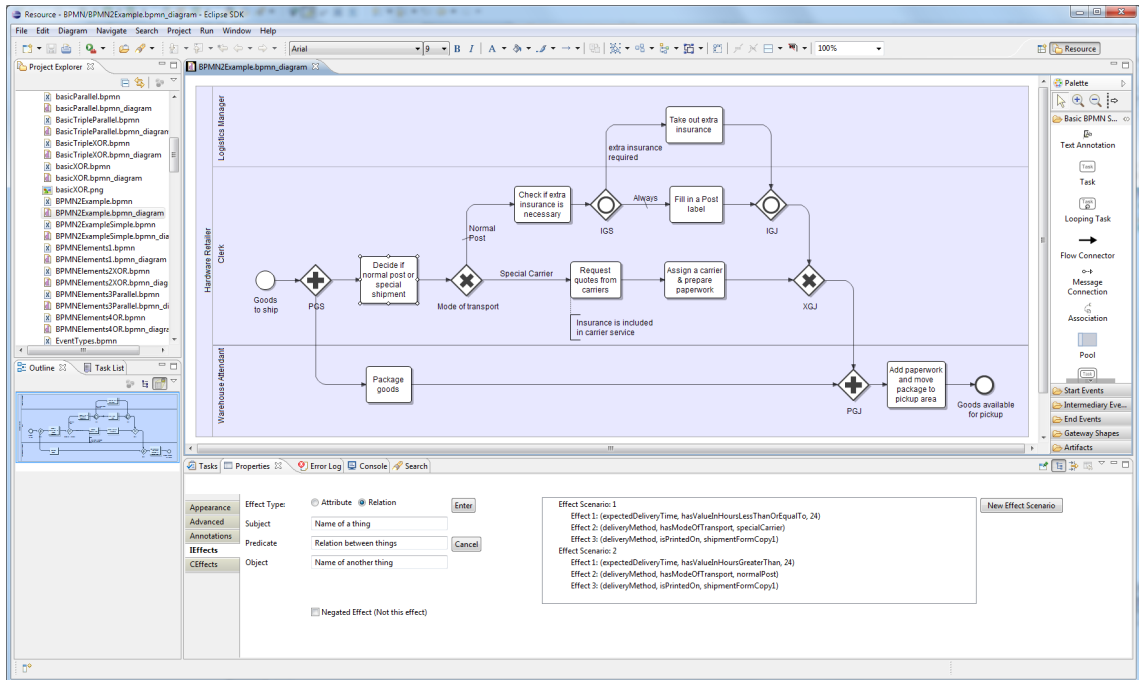 Resource - BPMN/BPMN2Example.bpmn_diagram - Eclipse SDK
File Edit Diagram Navigate Search Project Run Window Help
Arial 9 B I A 100% Resource
Project Explorer
basicParallel.bpmn
basicParallel.bpmn_diagram
BasicTripleParallel.bpmn
BasicTripleParallel.bpmn_diagran
BasicTripleXOR.bpmn
BasicTripleXOR.bpmn_diagram
basicXOR.bpmn
basicXOR.bpmn_diagram
basicXOR.png
BPMN2Example.bpmn
BPMN2Example.bpmn_diagram
BPMN2ExampleSimple.bpmn
BPMN2ExampleSimple.bpmn_dia
BPMNElements1.bpmn
BPMNElements1.bpmn_diagram
BPMNElements2XOR.bpmn
BPMNElements2XOR.bpmn_diag
BPMNElements3Parallel.bpmn
BPMNElements3Parallel.bpmn_di
BPMNElements4OR.bpmn
BPMNElements4OR.bpmn_diagra
EventTypes.bpmn
Outline Task List
BPMN2Example.bpmn_diagram
Hardware Retailer
Logistics Manager
Take out extra
insurance
extra insurance
required
Clerk
Check if extra
insurance is
necessary
Always
Fill in a Post
label
IGS
IGJ
Normal
Post
Goods
to ship
PGS
Decide if
normal post or
special
shipment
Mode of transport
Special Carrier
Request
quotes from
carriers
Assign a carrier
& prepare
paperwork
XGJ
Insurance is included
in carrier service
Warehouse Attendant
Package
goods
PGJ
Add paperwork
and move
package to
pickup area
Goods available
for pickup
Palette
Basic BPMN S...
Text Annotation
Task
Task
Task
Looping Task
Flow Connector
Message
Connection
Association
Pool
Task
Start Events
Intermediary Eve...
End Events
Gateway Shapes
Artifacts
Tasks Properties Error Log Console Search
Appearance
Advanced
Annotations
IEffects
CEffects
Effect Type: Attribute Relation Enter
Subject Name of a thing
Predicate Relation between things Cancel
Object Name of another thing
Negated Effect (Not this effect)
Effect Scenario: 1
Effect 1: (expectedDeliveryTime, hasValueInHoursLessThanOrEqualTo, 24)
Effect 2: (deliveryMethod, hasModeOfTransport, specialCarrier)
Effect 3: (deliveryMethod, isPrintedOn, shipmentFormCopy1)
Effect Scenario: 2
Effect 1: (expectedDeliveryTime, hasValueInHoursGreaterThan, 24)
Effect 2: (deliveryMethod, hasModeOfTransport, normalPost)
Effect 3: (deliveryMethod, isPrintedOn, shipmentFormCopy1)
New Effect Scenario